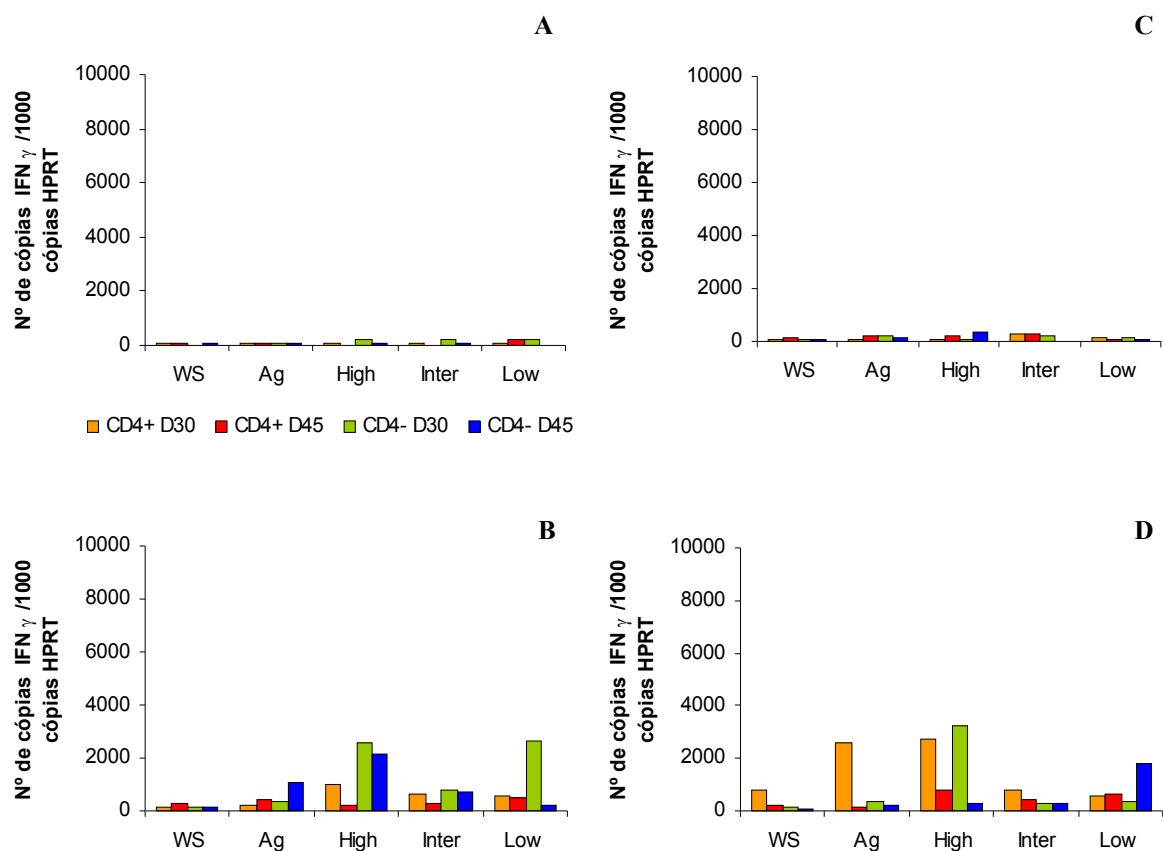 A
Nº de cópias IFN γ /1000
cópias HPRT
10000
8000
6000
4000
2000
0
WS Ag High Inter Low
CD4+ D30 CD4+ D45 CD4- D30 CD4- D45
C
Nº de cópias IFN γ /1000
cópias HPRT
10000
8000
6000
4000
2000
0
WS Ag High Inter Low
B
Nº de cópias IFN γ /1000
cópias HPRT
10000
8000
6000
4000
2000
0
WS Ag High Inter Low
D
Nº de cópias IFN γ /1000
cópias HPRT
10000
8000
6000
4000
2000
0
WS Ag High Inter Low